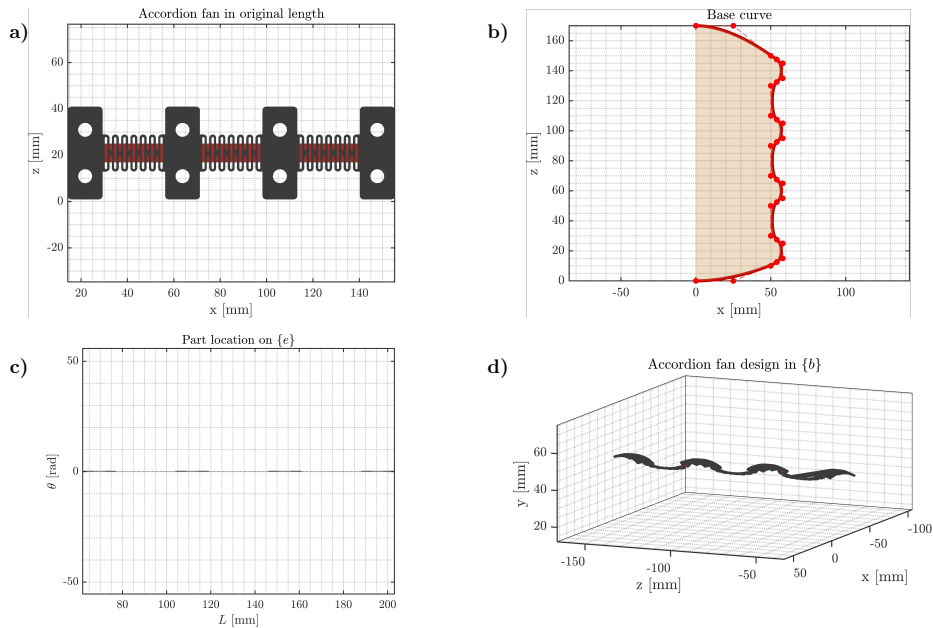 a)
Accordion fan in original length
60
40
20
0
-20
z [mm]
20 40 60 80 100 120 140
x [mm]
b)
Base curve
160
140
120
100
80
60
40
20
0
z [mm]
-50 0 50 100
x [mm]
c)
Part location on {e}
50
0
-50
θ [rad]
80 100 120 140 160 180 200
L [mm]
d)
Accordion fan design in {b}
60
40
20
y [mm]
-150 -100 -50
z [mm]
50 0 -50 -100
x [mm]